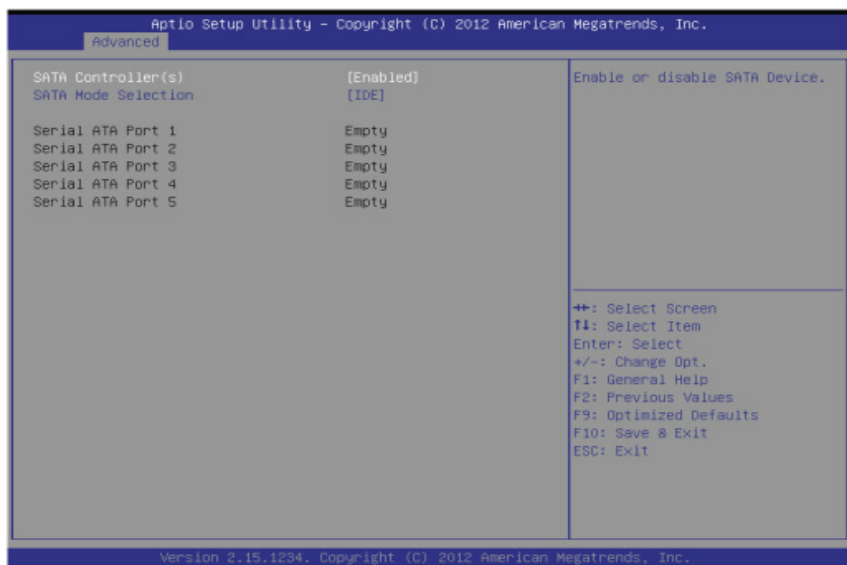 Aptio Setup Utility – Copyright (C) 2012 American Megatrends, Inc.
Advanced
SATA Controller(s) [Enabled]
SATA Mode Selection [IDE]
Serial ATA Port 1 Empty
Serial ATA Port 2 Empty
Serial ATA Port 3 Empty
Serial ATA Port 4 Empty
Serial ATA Port 5 Empty
Enable or disable SATA Device.
→←: Select Screen
↑↓: Select Item
Enter: Select
+/-: Change Opt.
F1: General Help
F2: Previous Values
F9: Optimized Defaults
F10: Save & Exit
ESC: Exit
Version 2.15.1234. Copyright (C) 2012 American Megatrends, Inc.